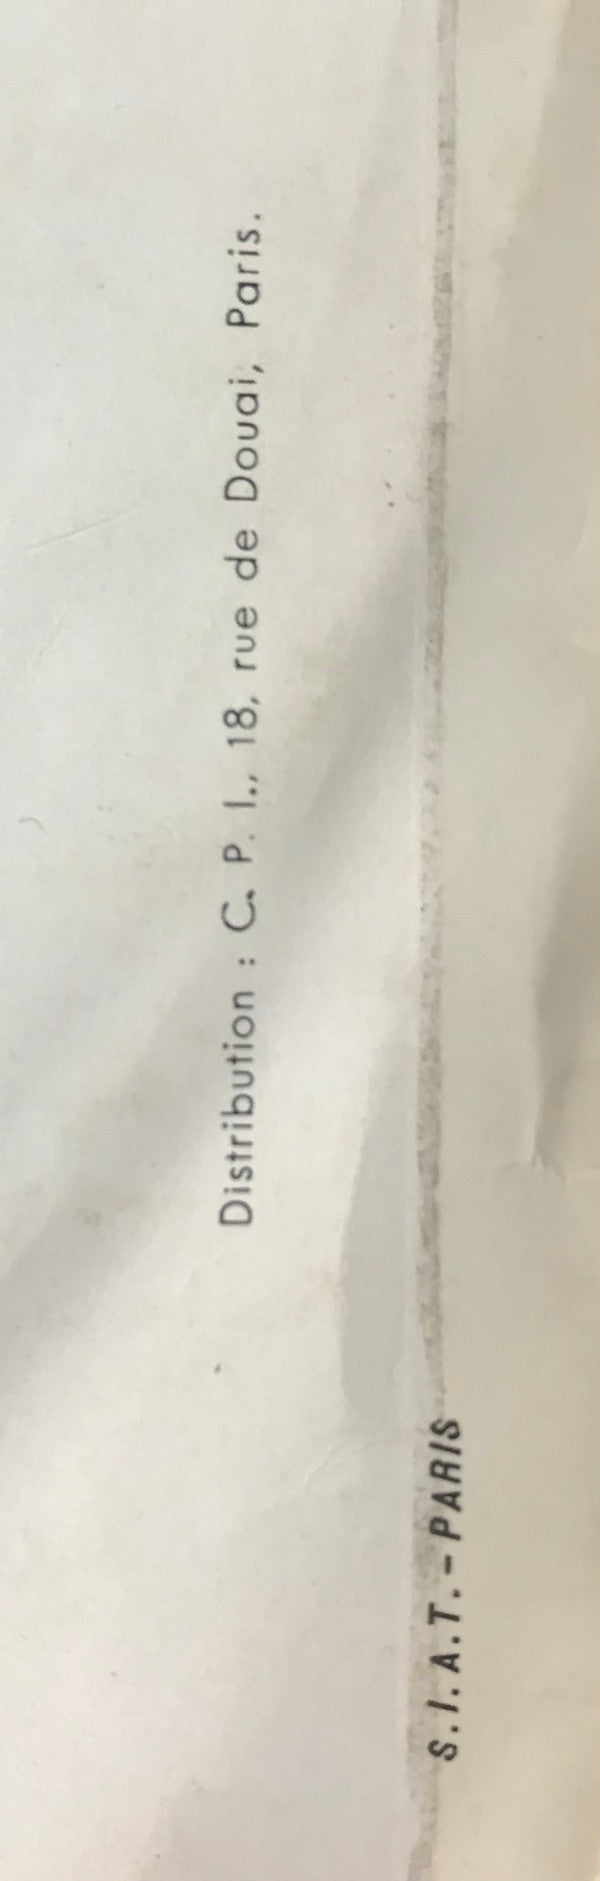 Distribution : C. P. I., 18, rue de Douai, Paris.
S.I.A.T. - PARIS